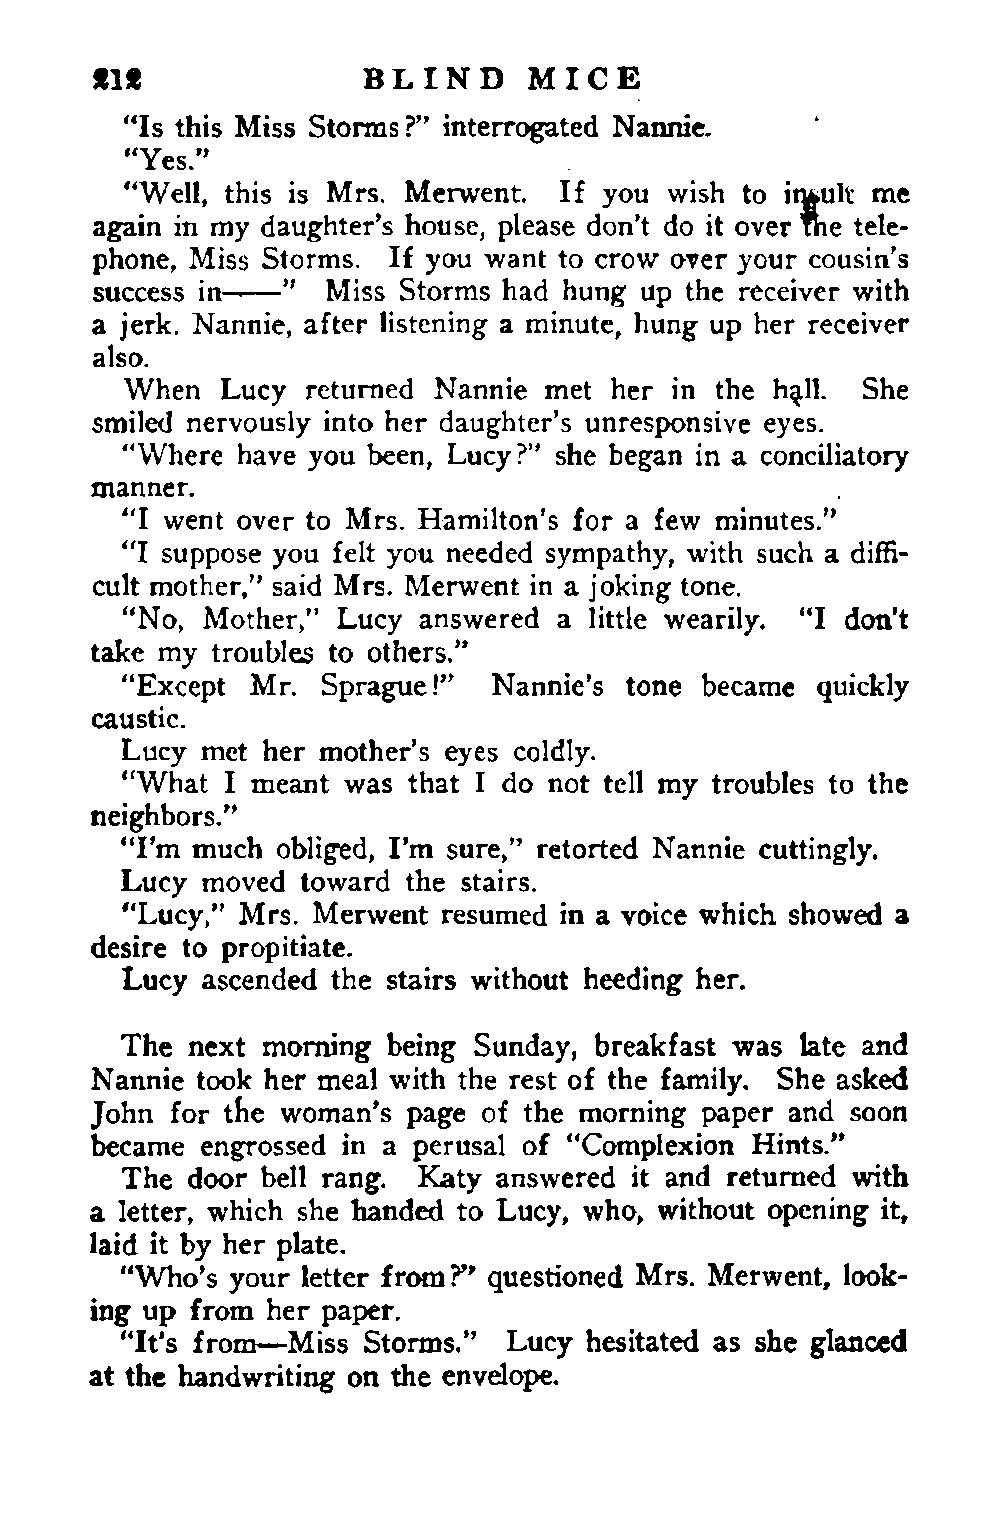 212 BLIND MICE
"Is this Miss Storms?" interrogated Nannie.
"Yes."
"Well, this is Mrs. Merwent. If you wish to insult me
again in my daughter's house, please don't do it over the tele-
phone, Miss Storms. If you want to crow over your cousin's
success in——" Miss Storms had hung up the receiver with
a jerk. Nannie, after listening a minute, hung up her receiver
also.
When Lucy returned Nannie met her in the hall. She
smiled nervously into her daughter's unresponsive eyes.
"Where have you been, Lucy?" she began in a conciliatory
manner.
"I went over to Mrs. Hamilton's for a few minutes."
"I suppose you felt you needed sympathy, with such a diffi-
cult mother," said Mrs. Merwent in a joking tone.
"No, Mother," Lucy answered a little wearily. "I don't
take my troubles to others."
"Except Mr. Sprague!" Nannie's tone became quickly
caustic.
Lucy met her mother's eyes coldly.
"What I meant was that I do not tell my troubles to the
neighbors."
"I'm much obliged, I'm sure," retorted Nannie cuttingly.
Lucy moved toward the stairs.
"Lucy," Mrs. Merwent resumed in a voice which showed a
desire to propitiate.
Lucy ascended the stairs without heeding her.
The next morning being Sunday, breakfast was late and
Nannie took her meal with the rest of the family. She asked
John for the woman's page of the morning paper and soon
became engrossed in a perusal of "Complexion Hints."
The door bell rang. Katy answered it and returned with
a letter, which she handed to Lucy, who, without opening it,
laid it by her plate.
"Who's your letter from?" questioned Mrs. Merwent, look-
ing up from her paper.
"It's from—Miss Storms." Lucy hesitated as she glanced
at the handwriting on the envelope.